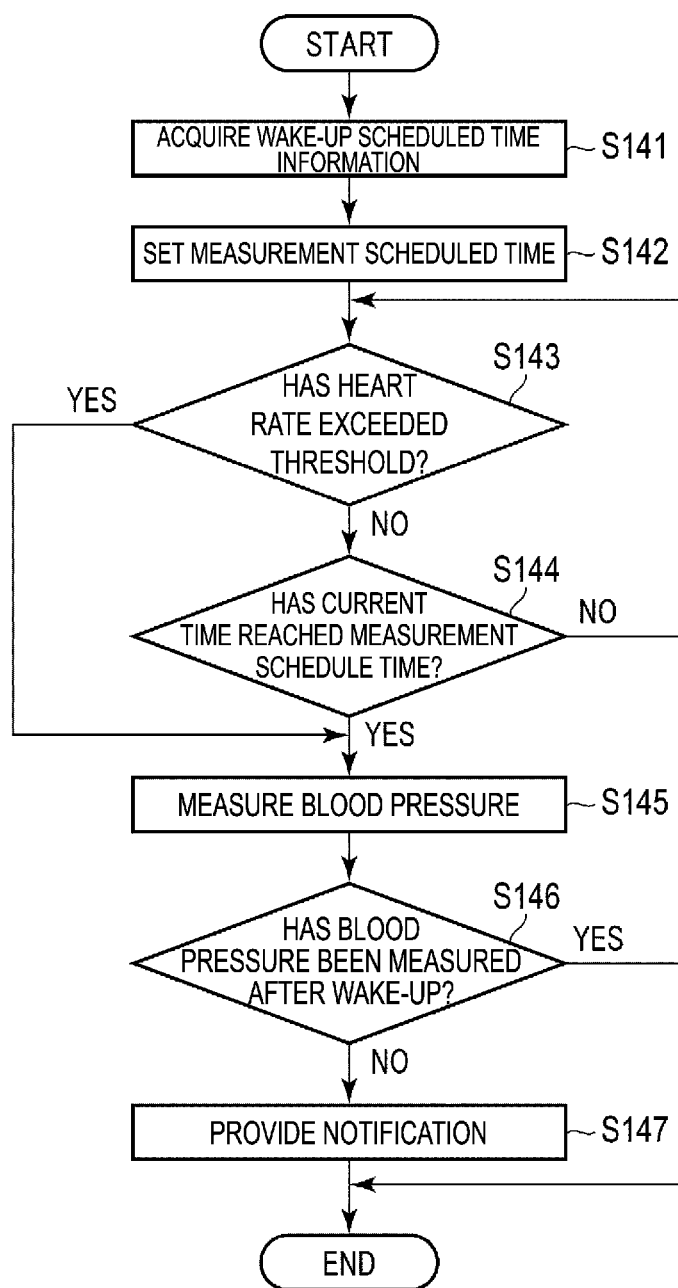 START
ACQUIRE WAKE-UP SCHEDULED TIME
INFORMATION
S141
SET MEASUREMENT SCHEDULED TIME
S142
S143
YES
HAS HEART
RATE EXCEEDED
THRESHOLD?
NO
S144
HAS CURRENT
TIME REACHED MEASUREMENT
SCHEDULE TIME?
NO
YES
MEASURE BLOOD PRESSURE
S145
S146
HAS BLOOD
PRESSURE BEEN MEASURED
AFTER WAKE-UP?
YES
NO
PROVIDE NOTIFICATION
S147
END